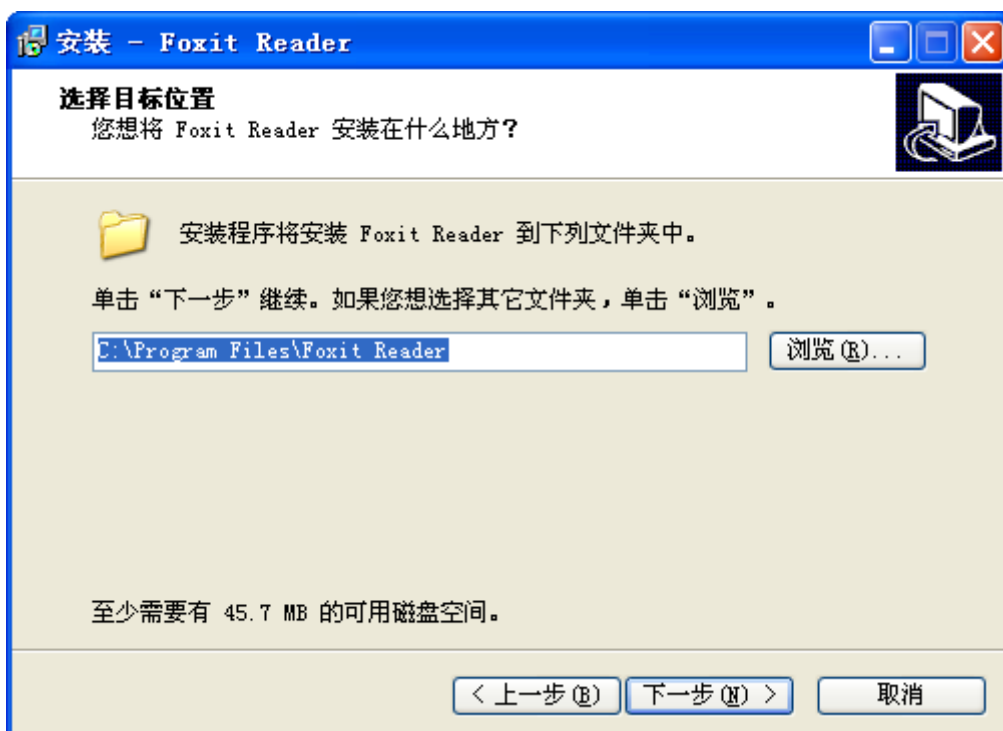 安装 - Foxit Reader
选择目标位置
您想将 Foxit Reader 安装在什么地方?
安装程序将安装 Foxit Reader 到下列文件夹中。
单击“下一步”继续。如果您想选择其它文件夹，单击“浏览”。
C:\Program Files\Foxit Reader
浏览(R)...
至少需要有 45.7 MB 的可用磁盘空间。
< 上一步(B) 下一步(N) > 取消